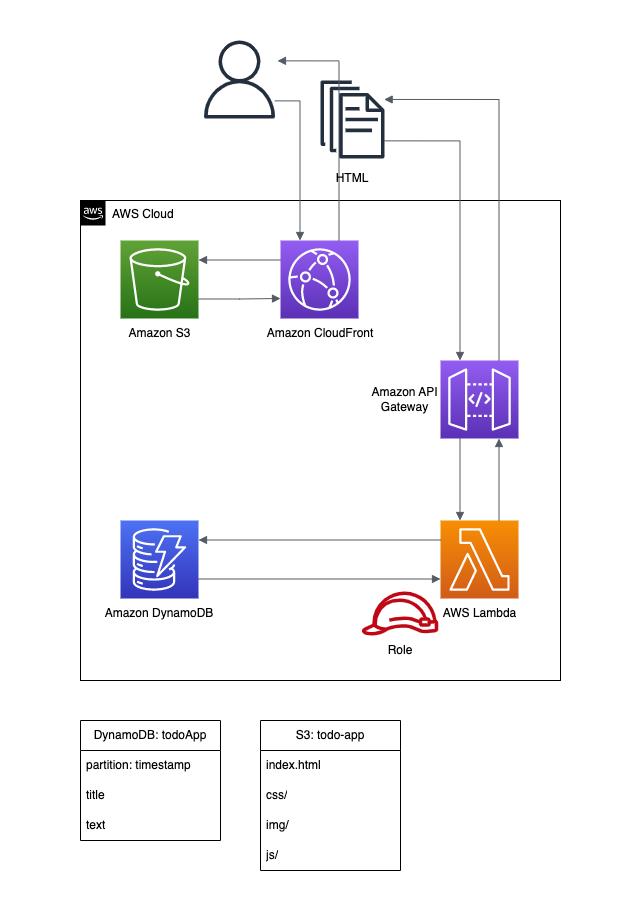 HTML
aws
AWS Cloud
Amazon S3
Amazon CloudFront
Amazon API
Gateway
</>
Amazon DynamoDB
AWS Lambda
Role
DynamoDB: todoApp
partition: timestamp
title
text
S3: todo-app
index.html
css/
img/
js/